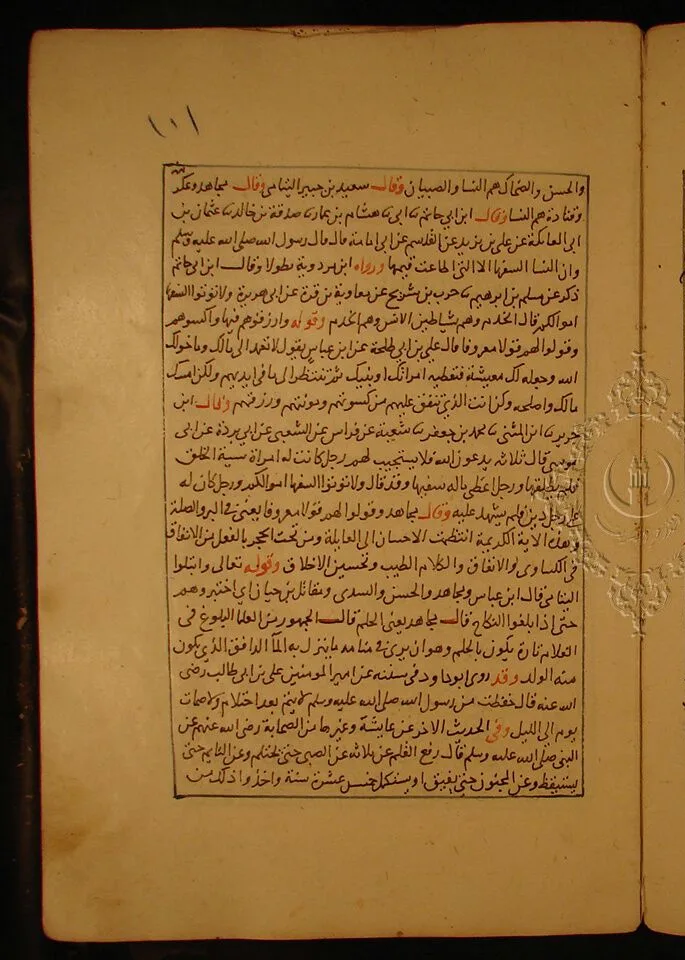 ١٠١
والحسن والضحاك هم النسا والصبيان وقال سعيد بن جبير اليتامى وقال مجاهد وعكرمة
وقتادة هم النسا وقال ابن ابي حاتم ثنا ابي ثنا هشام بن عمار ثنا صدقة بن خالد ثنا عثمان بن
ابي العاتكة عن علي بن يزيد عن القاسم عن ابي امامة قال قال رسول الله صلى الله عليه وسلم
وان النسا السفها الا التي اطاعت قيمها ورواه ابن مردوية مطولا وقال ابن ابي حاتم
ذكر عن مسلم بن ابرهيم ثنا حرب بن شريح عن معاوية بن قرة عن ابي هريرة ولا توتوا السفها
اموالكم قال الخدم وهم شياطين الانس وهم الخدم وقوله وارزقوهم فيها واكسوهم
وقولوا لهم قولا معروفا قال علي بن ابي طلحة عن ابن عباس يقول لا تعمد الى مالك وما خولك
الله وجعله لك معيشة فتعطيه امراتك او بنيك ثم تنتظر الى ما في ايديهم ولكن امسك
مالك واصلحه وكن انت الذي تنفق عليهم من كسوتهم ومونتهم ورزقهم وقال ابن
جرير ثنا ابن المثنى ثنا محمد بن جعفر ثنا شعبة عن فراس عن الشعبي عن ابي بردة عن ابي
موسى قال ثلاثة يدعون الله فلا يستجيب لهم رجل كانت له امراة سيية الخلق
فلم يطلقها ورجل اعطى ماله سفيها وقد قال ولا توتوا السفها اموالكم ورجل كان له
على رجل دين فلم يشهد عليه وقال مجاهد وقولوا لهم قولا معروفا يعني في البر والصلة
وهذه الاية الكريمة انتظمت الاحسان الى العايلة ومن تحت الحجر بالفعل من الانفاق
في الكساوى والانفاق والكلام الطيب وتحسين الاخلاق وقوله تعالى وابتلوا
اليتامى قال ابن عباس ومجاهد والحسن والسدى ومقاتل بن حيان اي اختبروهم
حتى اذا بلغوا النكاح قال مجاهد يعني الحلم قال الجمهور من العلما البلوغ في
الغلام تارة يكون بالحلم وهو ان يرى في منامه ما ينزل به الما الدافق الذي يكون
منه الولد وقد روى ابو داود في سننه عن امير المومنين علي بن ابي طالب رضى
الله عنه قال حفظت من رسول الله صلى الله عليه وسلم لا يتم بعد احتلام ولا صمات
يوم الى الليل وفي الحديث الاخر عن عايشة وغيرها من الصحابة رضى الله عنهم عن
النبي صلى الله عليه وسلم قال رفع القلم عن ثلاثه عن الصبي حتى يحتلم وعن النايم حتى
يستيقظ وعن المجنون حتى يفيق او يستكمل خمس عشرة سنة واخذوا ذلك من